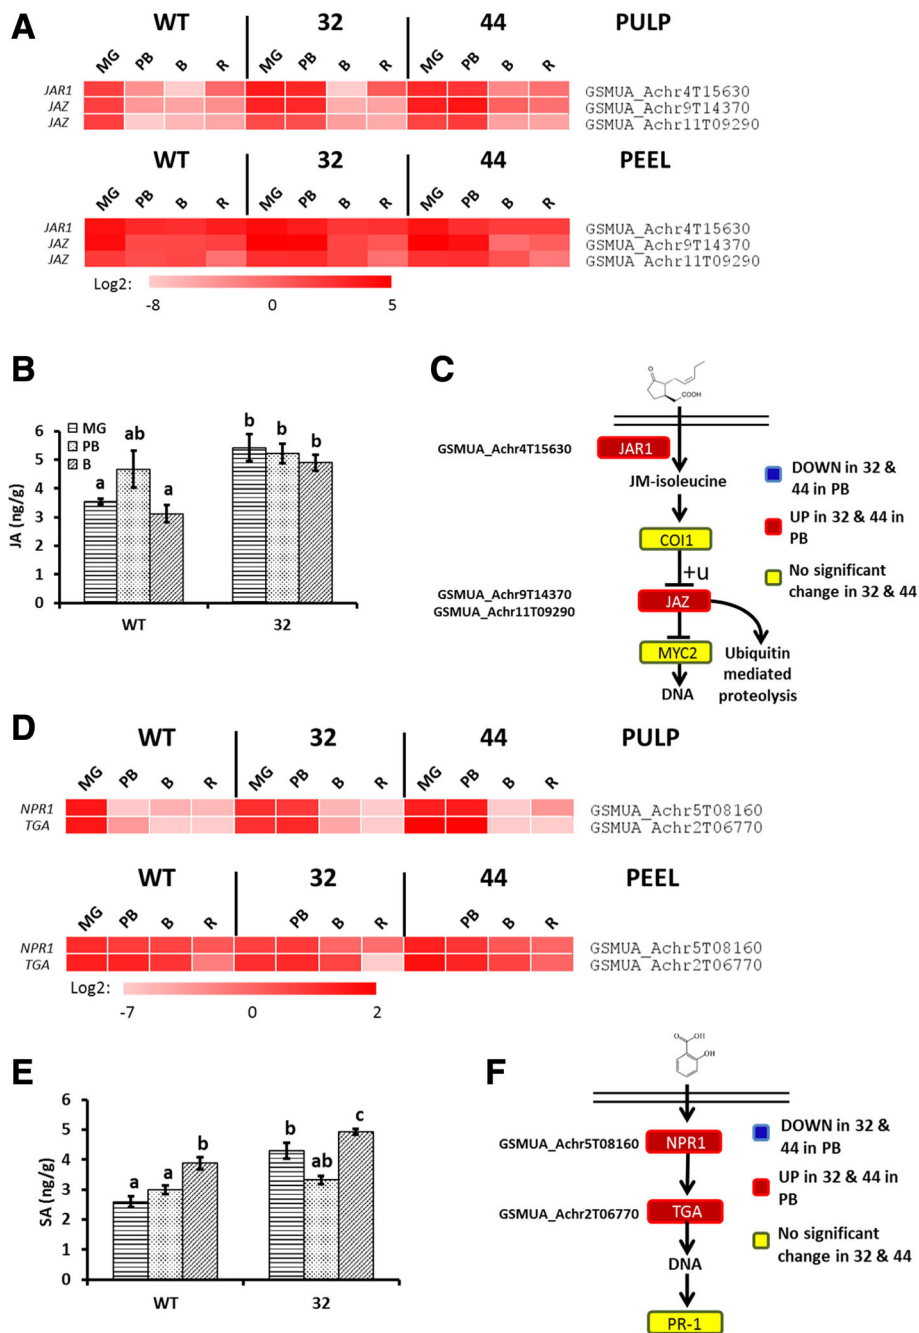 A
WT 32 44 PULP
MG PB B R MG PB B R MG PB B R
JAR1 GSMUA_Achr4T15630
JAZ GSMUA_Achr9T14370
JAZ GSMUA_Achr11T09290
WT 32 44 PEEL
MG PB B R MG PB B R MG PB B R
JAR1 GSMUA_Achr4T15630
JAZ GSMUA_Achr9T14370
JAZ GSMUA_Achr11T09290
Log2:
-8 0 5
B
JA (ng/g)
6
5
4
3
2
1
0
MG
PB
B
a ab a b b b
WT 32
C
O
COOH
GSMUA_Achr4T15630
JAR1
JM-isoleucine
COI1
+u
GSMUA_Achr9T14370
GSMUA_Achr11T09290
JAZ
MYC2
DNA
Ubiquitin
mediated
proteolysis
DOWN in 32 &
44 in PB
UP in 32 & 44 in
PB
No significant
change in 32 & 44
D
WT 32 44 PULP
MG PB B R MG PB B R MG PB B R
NPR1 GSMUA_Achr5T08160
TGA GSMUA_Achr2T06770
WT 32 44 PEEL
MG PB B R PB B R PB B R
NPR1 GSMUA_Achr5T08160
TGA GSMUA_Achr2T06770
Log2:
-7 0 2
E
SA (ng/g)
6
5
4
3
2
1
0
a a b b ab c
WT 32
F
O OH
OH
GSMUA_Achr5T08160
NPR1
GSMUA_Achr2T06770
TGA
DNA
PR-1
DOWN in 32 &
44 in PB
UP in 32 & 44 in
PB
No significant
change in 32 & 44